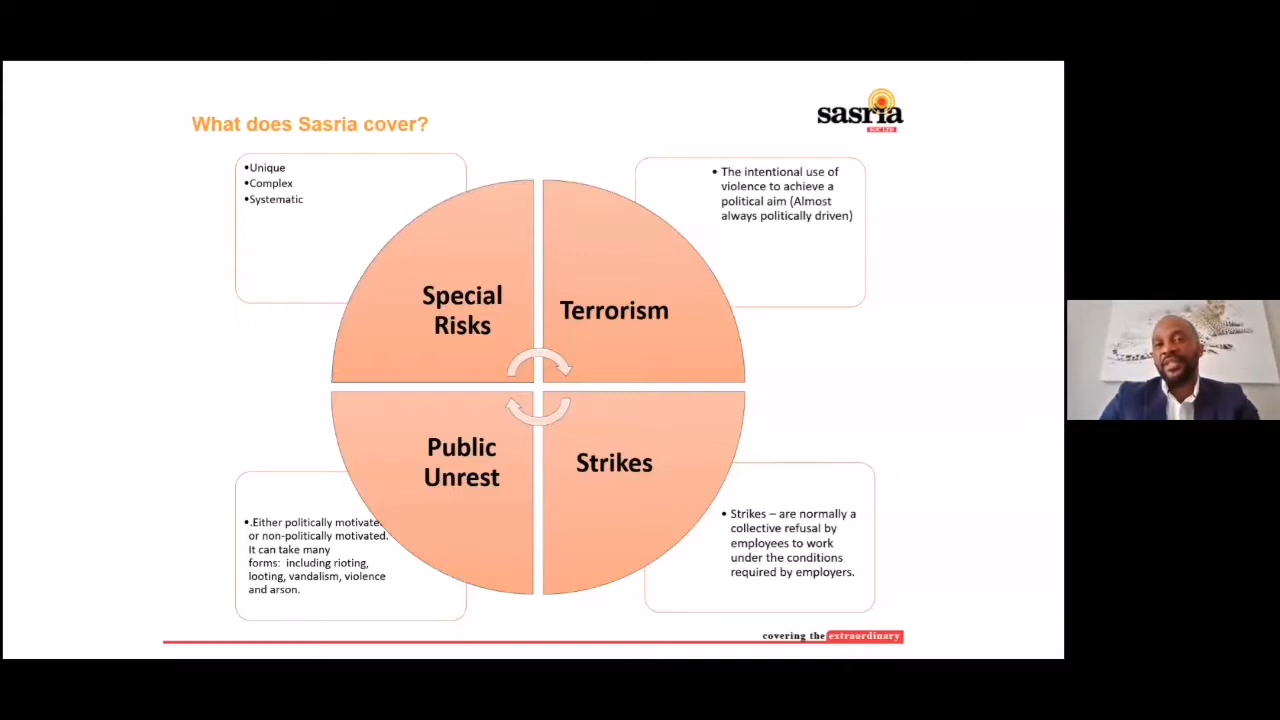 What does Sasria cover?
sasria
SOC LTD
•Unique
•Complex
•Systematic
• The intentional use of
violence to achieve a
political aim (Almost
always politically driven)
Special
Risks
Terrorism
Public
Unrest
Strikes
•.Either politically motivated
or non-politically motivated.
It can take many
forms: including rioting,
looting, vandalism, violence
and arson.
• Strikes – are normally a
collective refusal by
employees to work
under the conditions
required by employers.
covering the extraordinary